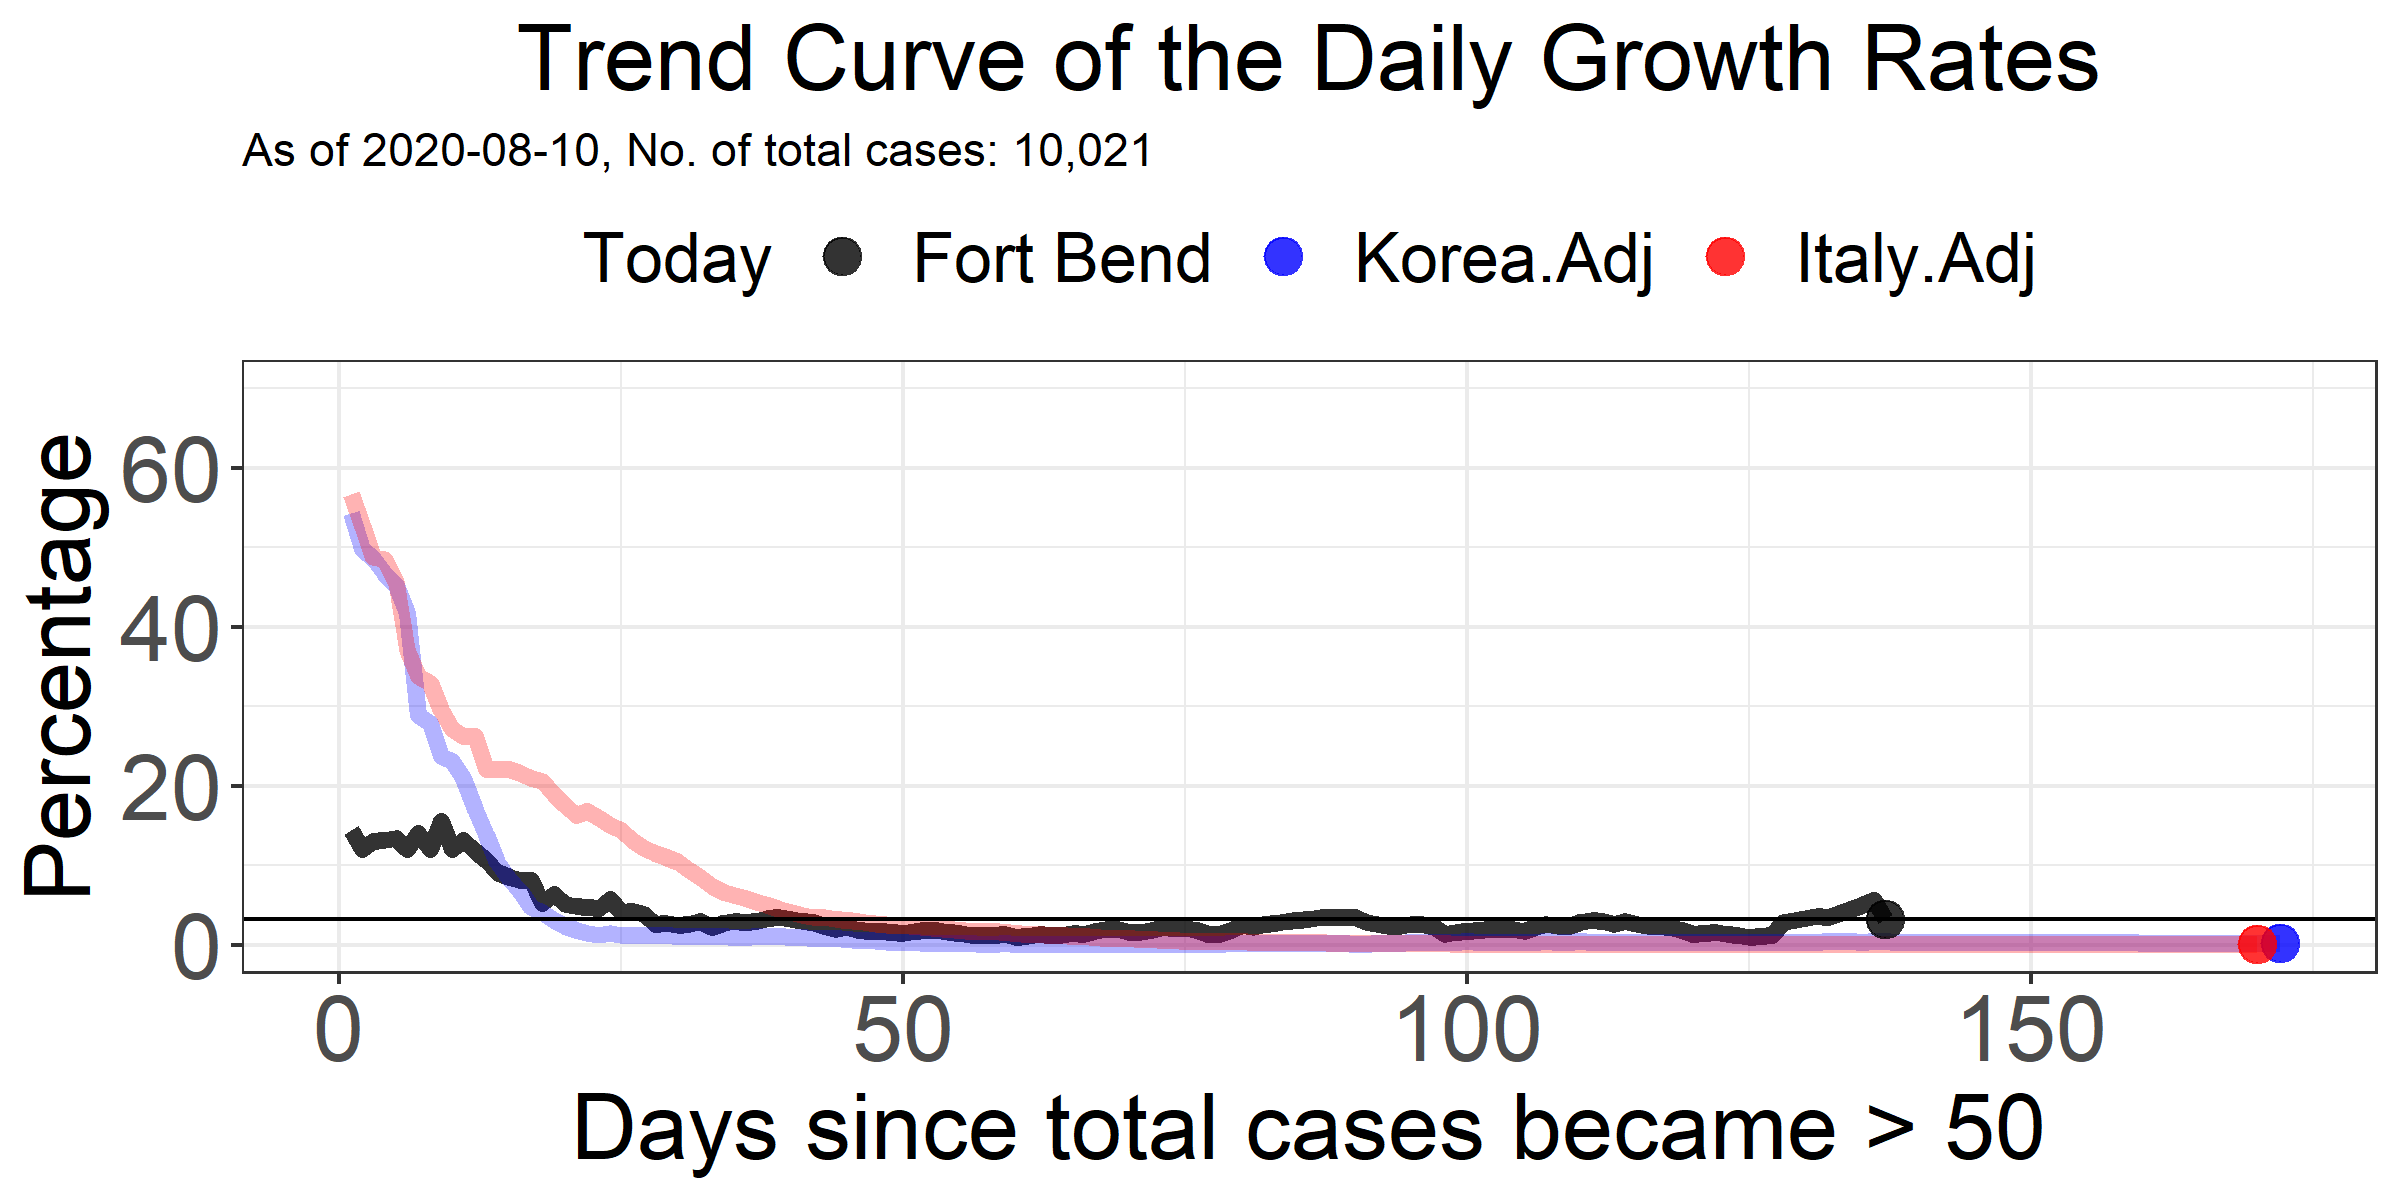 Trend Curve of the Daily Growth Rates
As of 2020-08-10, No. of total cases: 10,021
Today Fort Bend Korea.Adj Italy.Adj
Percentage
60
40
20
0
0 50 100 150
Days since total cases became > 50